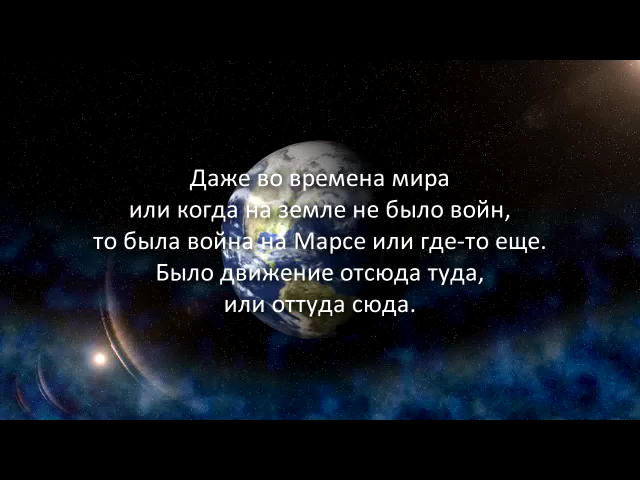 Даже во времена мира
или когда на земле не было войн,
то была война на Марсе или где-то еще.
Было движение отсюда туда,
или оттуда сюда.